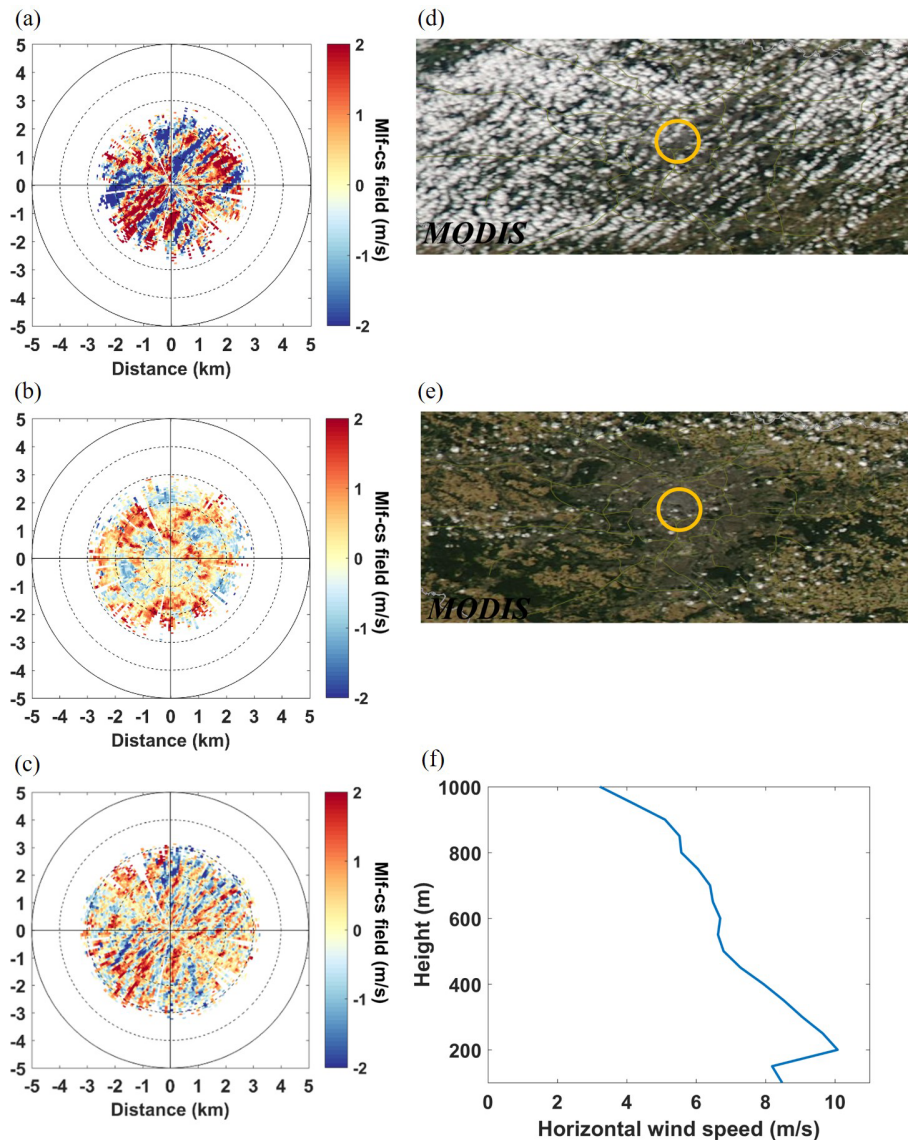 (a)
5
4
3
2
1
0
-1
-2
-3
-4
-5
-5 -4 -3 -2 -1 0 1 2 3 4 5
Distance (km)
2
1
0
-1
-2
Mlf-cs field (m/s)
(d)
MODIS
(b)
5
4
3
2
1
0
-1
-2
-3
-4
-5
-5 -4 -3 -2 -1 0 1 2 3 4 5
Distance (km)
2
1
0
-1
-2
Mlf-cs field (m/s)
(e)
MODIS
(c)
5
4
3
2
1
0
-1
-2
-3
-4
-5
-5 -4 -3 -2 -1 0 1 2 3 4 5
Distance (km)
2
1
0
-1
-2
Mlf-cs field (m/s)
(f)
1000
800
600
400
200
Height (m)
0 2 4 6 8 10
Horizontal wind speed (m/s)